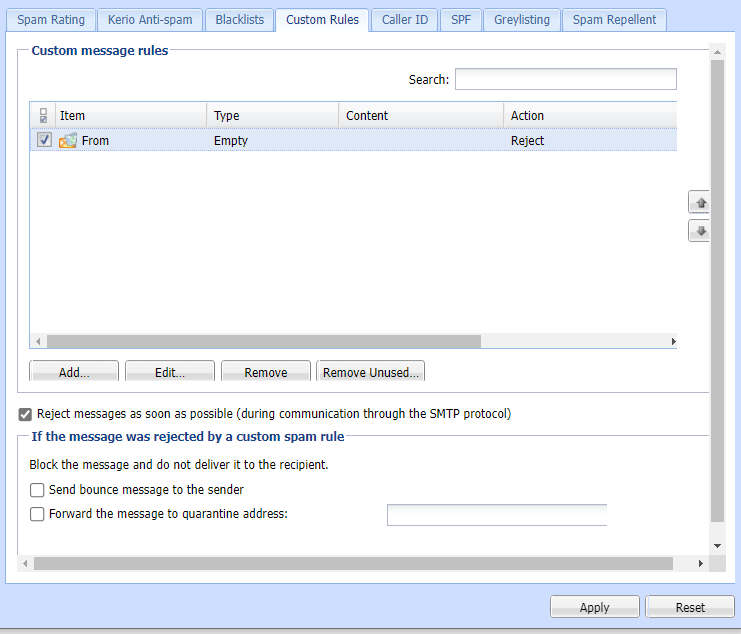 Spam Rating Kerio Anti-spam Blacklists Custom Rules Caller ID SPF Greylisting Spam Repellent
Custom message rules
Search:
Item Type Content Action
From Empty Reject
Add... Edit... Remove Remove Unused...
Reject messages as soon as possible (during communication through the SMTP protocol)
If the message was rejected by a custom spam rule
Block the message and do not deliver it to the recipient.
Send bounce message to the sender
Forward the message to quarantine address:
Apply Reset